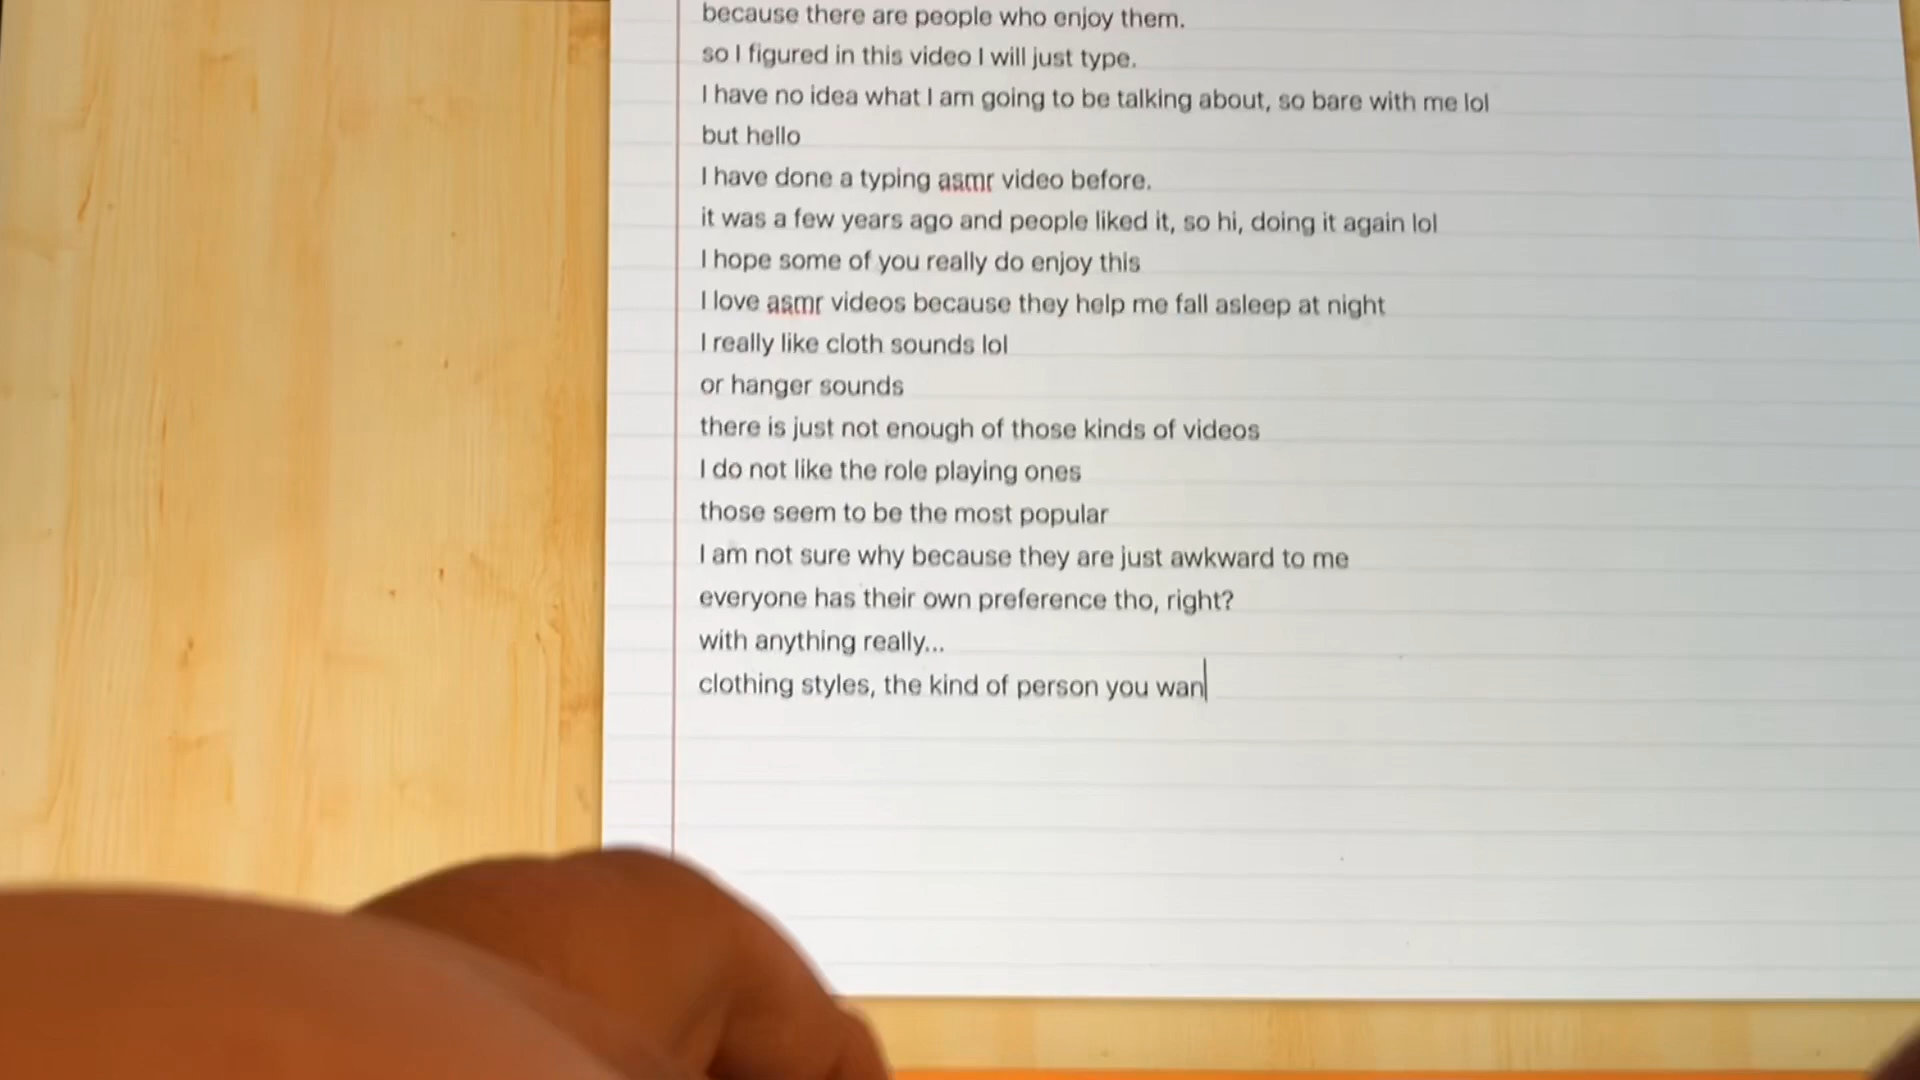 because there are people who enjoy them.
so I figured in this video I will just type.
I have no idea what I am going to be talking about, so bare with me lol
but hello
I have done a typing asmr video before.
it was a few years ago and people liked it, so hi, doing it again lol
I hope some of you really do enjoy this
I love asmr videos because they help me fall asleep at night
I really like cloth sounds lol
or hanger sounds
there is just not enough of those kinds of videos
I do not like the role playing ones
those seem to be the most popular
I am not sure why because they are just awkward to me
everyone has their own preference tho, right?
with anything really...
clothing styles, the kind of person you wan